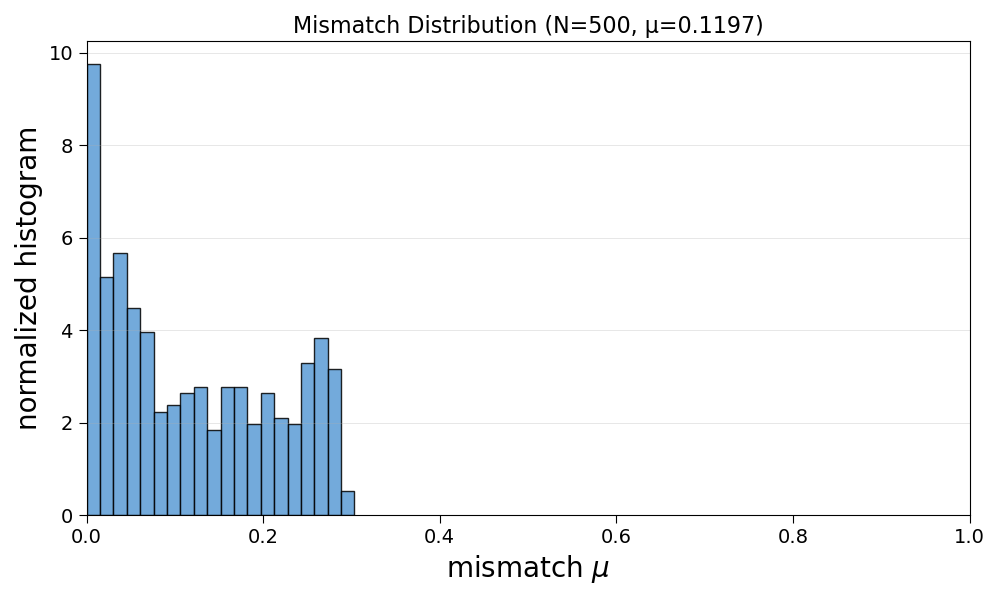 Mismatch Distribution (N=500, μ=0.1197)
normalized histogram
10
8
6
4
2
0
0.0 0.2 0.4 0.6 0.8 1.0
mismatch μ